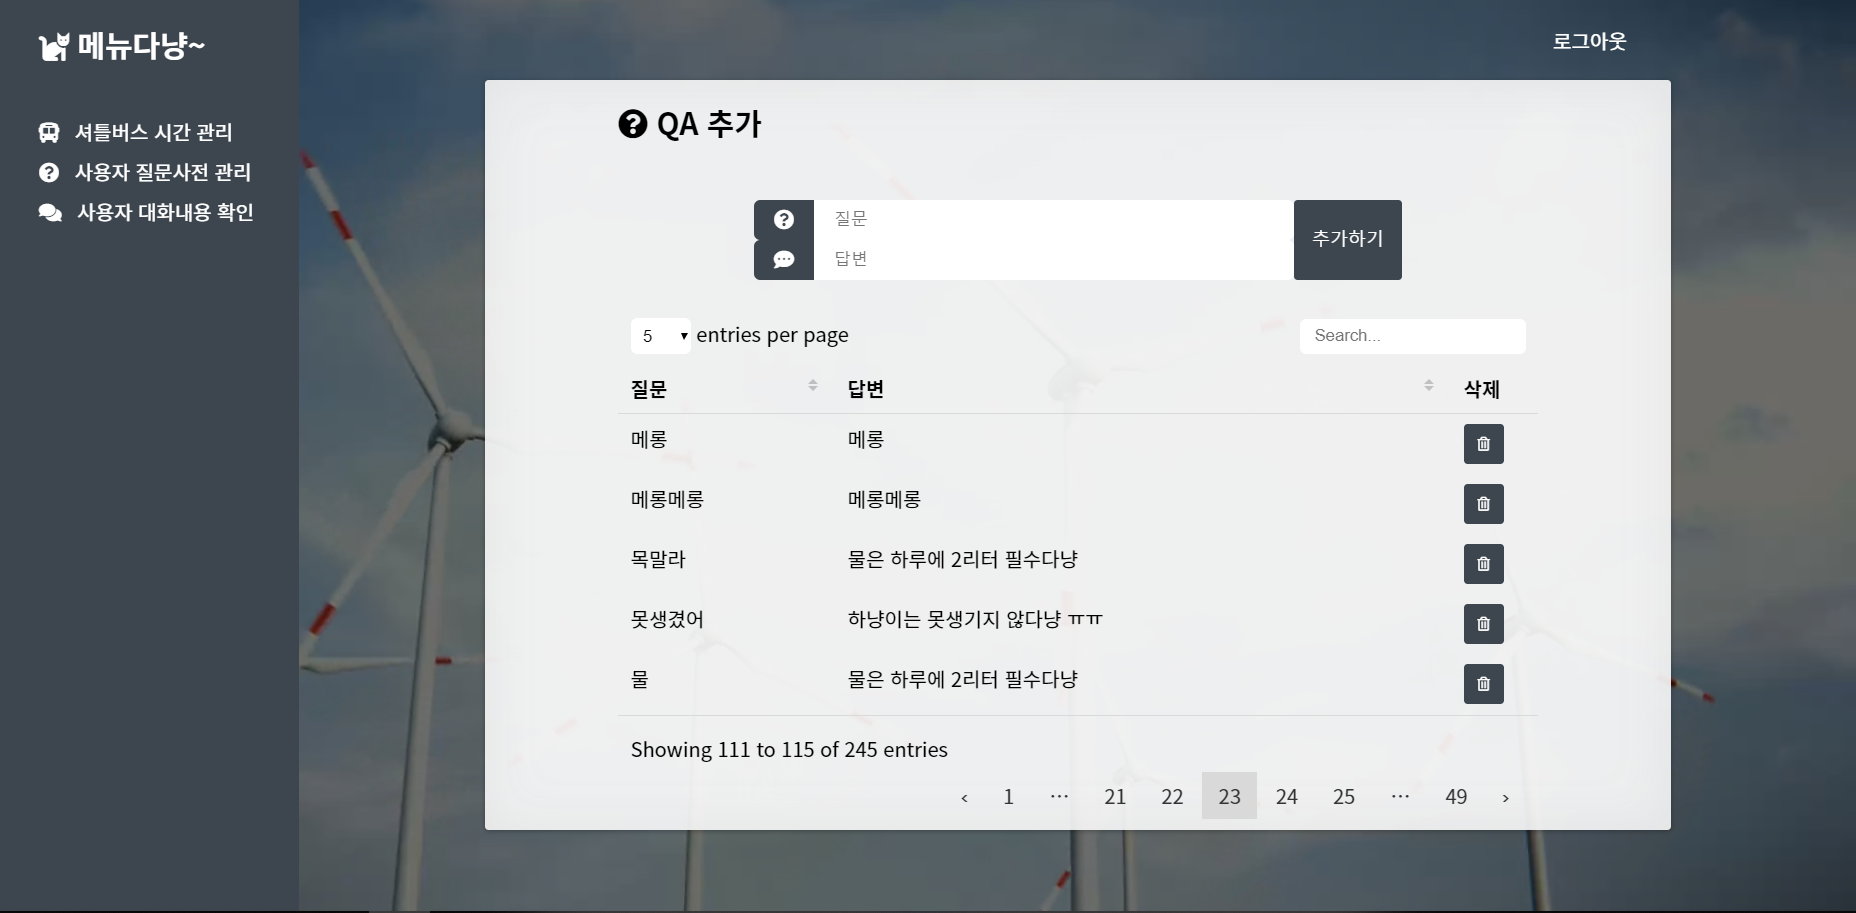 메뉴다냥~
로그아웃
셔틀버스 시간 관리
사용자 질문사전 관리
사용자 대화내용 확인
QA 추가
질문
답변
추가하기
5 entries per page
Search...
질문 답변 삭제
메롱 메롱
메롱메롱 메롱메롱
목말라 물은 하루에 2리터 필수다냥
못생겼어 하냥이는 못생기지 않다냥 ㅠㅠ
물 물은 하루에 2리터 필수다냥
Showing 111 to 115 of 245 entries
‹ 1 … 21 22 23 24 25 … 49 ›